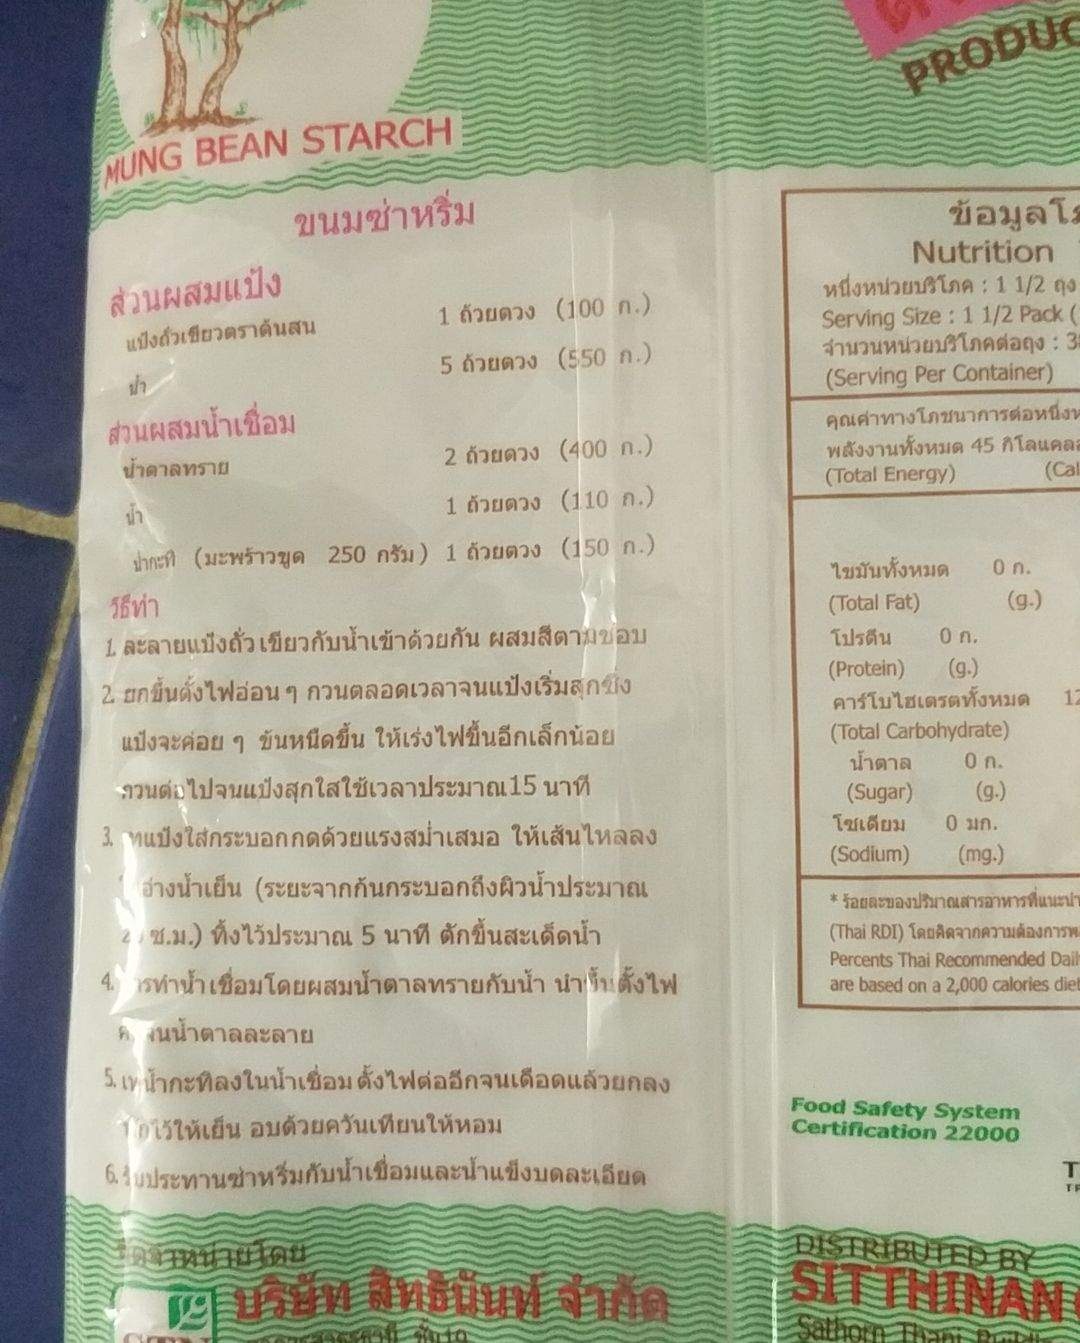 PRODUC
MUNG BEAN STARCH
ขนมซ่าหริ่ม
ส่วนผสมแป้ง
แป้งถั่วเขียวตราต้นสน 1 ถ้วยตวง (100 ก.)
น้ำ 5 ถ้วยตวง (550 ก.)
ส่วนผสมน้ำเชื่อม
น้ำตาลทราย 2 ถ้วยตวง (400 ก.)
น้ำ 1 ถ้วยตวง (110 ก.)
น้ำกะทิ (มะพร้าวขูด 250 กรัม) 1 ถ้วยตวง (150 ก.)
วิธีทำ
1. ละลายแป้งถั่วเขียวกับน้ำเข้าด้วยกัน ผสมสีตามชอบ
2. ยกขึ้นตั้งไฟอ่อน ๆ กวนตลอดเวลาจนแป้งเริ่มสุกซึ่ง
แป้งจะค่อย ๆ ข้นหนืดขึ้น ให้เร่งไฟขึ้นอีกเล็กน้อย
กวนต่อไปจนแป้งสุกใสใช้เวลาประมาณ15 นาที
3. เทแป้งใส่กระบอกกดด้วยแรงสม่ำเสมอ ให้เส้นไหลลง
อ่างน้ำเย็น (ระยะจากก้นกระบอกถึงผิวน้ำประมาณ
ซ.ม.) ทิ้งไว้ประมาณ 5 นาที ตักขึ้นสะเด็ดน้ำ
4. การทำน้ำเชื่อมโดยผสมน้ำตาลทรายกับน้ำ นำขึ้นตั้งไฟ
จนน้ำตาลละลาย
5. เทน้ำกะทิลงในน้ำเชื่อม ตั้งไฟต่ออีกจนเดือดแล้วยกลง
ไว้ให้เย็น อบด้วยควันเทียนให้หอม
6. รับประทานซ่าหริ่มกับน้ำเชื่อมและน้ำแข็งบดละเอียด
จัดจำหน่ายโดย
บริษัท สิทธินันท์ จำกัด
ชั้น19
ข้อมูลโภ
Nutrition
หนึ่งหน่วยบริโภค : 1 1/2 ถุง
Serving Size : 1 1/2 Pack (
จำนวนหน่วยบริโภคต่อถุง : 3
(Serving Per Container)
คุณค่าทางโภชนาการต่อหนึ่งห
พลังงานทั้งหมด 45 กิโลแคล
(Total Energy) (Cal
ไขมันทั้งหมด 0 ก.
(Total Fat) (g.)
โปรตีน 0 ก.
(Protein) (g.)
คาร์โบไฮเดรตทั้งหมด 12
(Total Carbohydrate)
น้ำตาล 0 ก.
(Sugar) (g.)
โซเดียม 0 มก.
(Sodium) (mg.)
* ร้อยละของปริมาณสารอาหารที่แนะนำ
(Thai RDI) โดยคิดจากความต้องการพ
Percents Thai Recommended Dail
are based on a 2,000 calories diet
Food Safety System
Certification 22000
DISTRIBUTED BY
SITTHINAN
Sathorn Thani